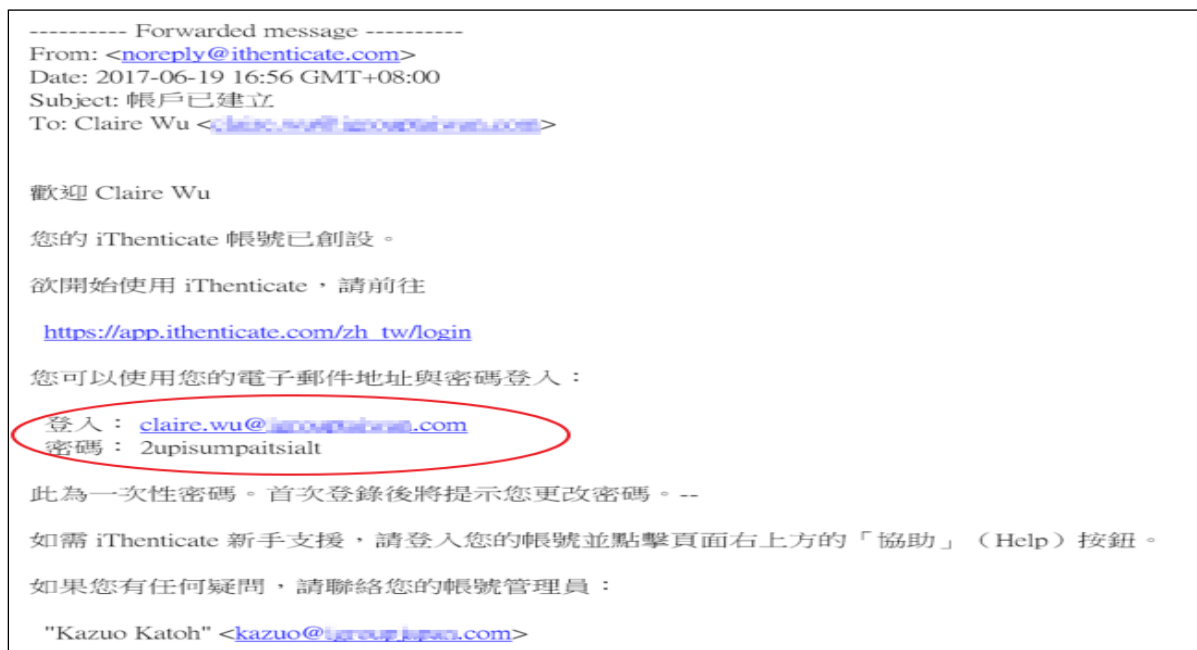 ---------- Forwarded message ----------
From: <noreply@ithenticate.com>
Date: 2017-06-19 16:56 GMT+08:00
Subject: 帳戶已建立
To: Claire Wu < >
歡迎 Claire Wu
您的 iThenticate 帳號已創設。
欲開始使用 iThenticate，請前往
https://app.ithenticate.com/zh_tw/login
您可以使用您的電子郵件地址與密碼登入：
登入： claire.wu@ .com
密碼： 2upisumpaitsialt
此為一次性密碼。首次登錄後將提示您更改密碼。--
如需 iThenticate 新手支援，請登入您的帳號並點擊頁面右上方的「協助」（Help）按鈕。
如果您有任何疑問，請聯絡您的帳號管理員：
"Kazuo Katoh" <kazuo@ .com>